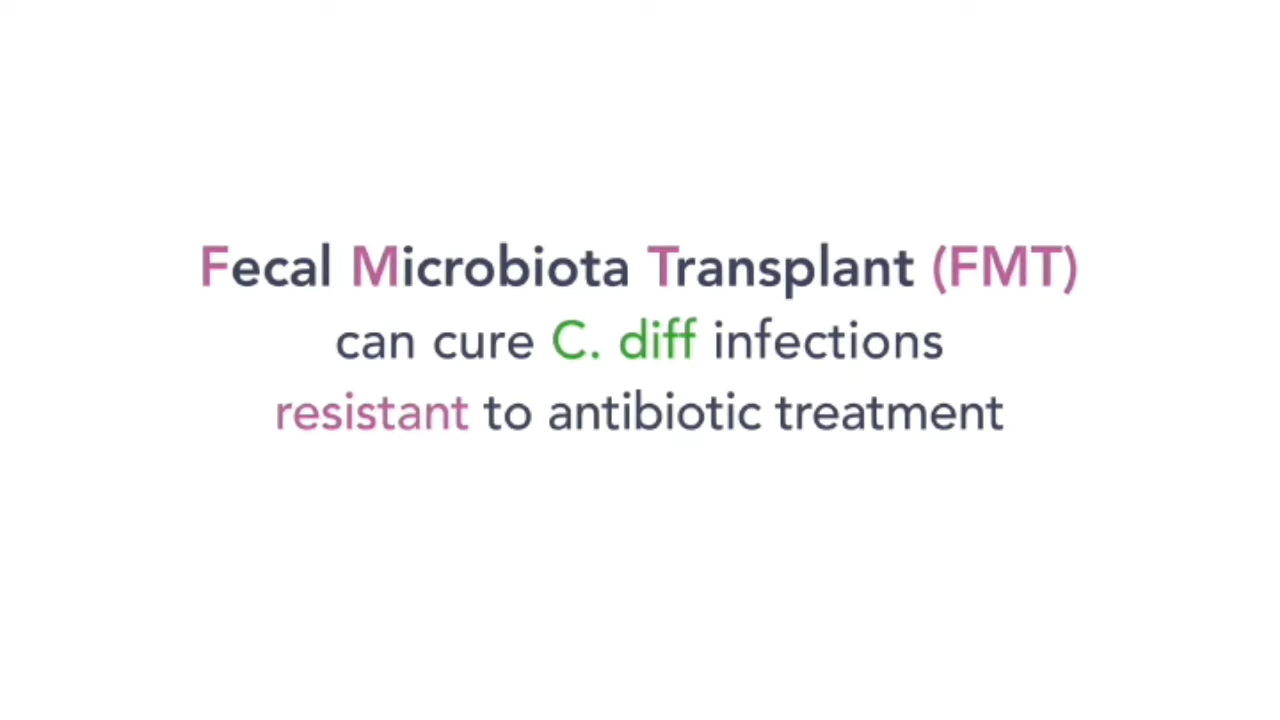 Fecal Microbiota Transplant (FMT)
can cure C. diff infections
resistant to antibiotic treatment